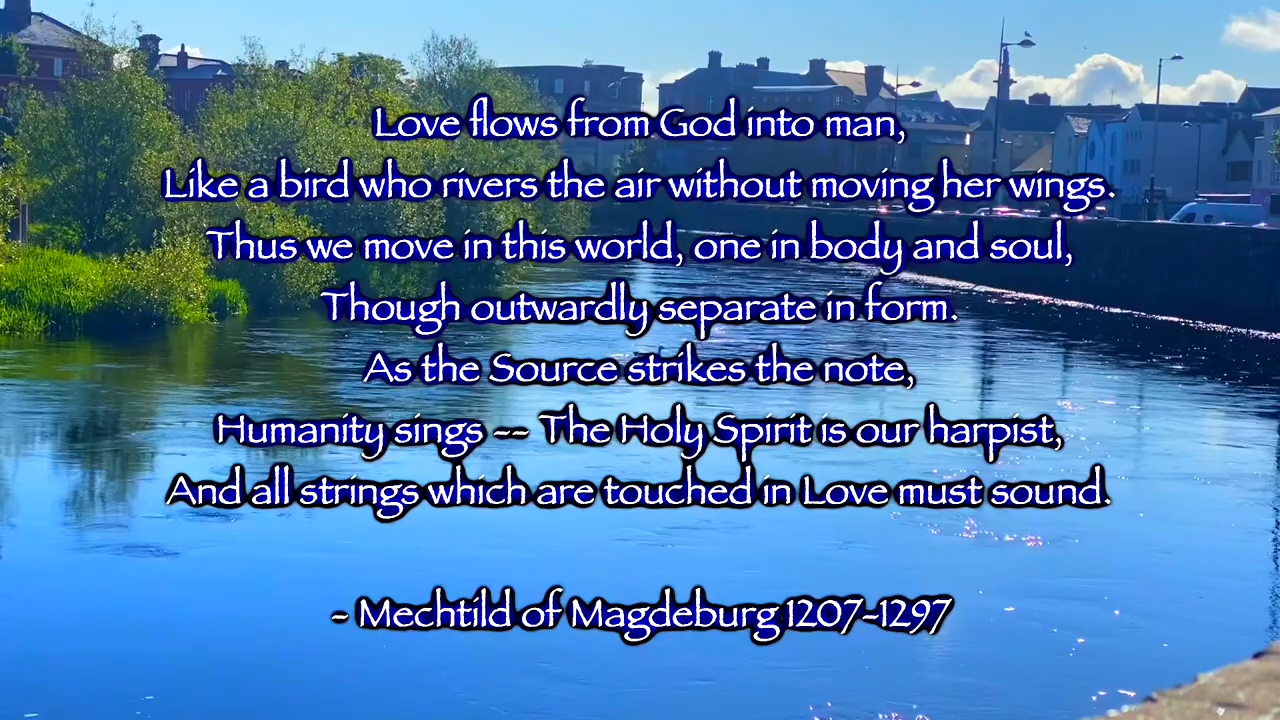 Love flows from God into man,
Like a bird who rivers the air without moving her wings.
Thus we move in this world, one in body and soul,
Though outwardly separate in form.
As the Source strikes the note,
Humanity sings -- The Holy Spirit is our harpist,
And all strings which are touched in Love must sound.
- Mechtild of Magdeburg 1207-1297